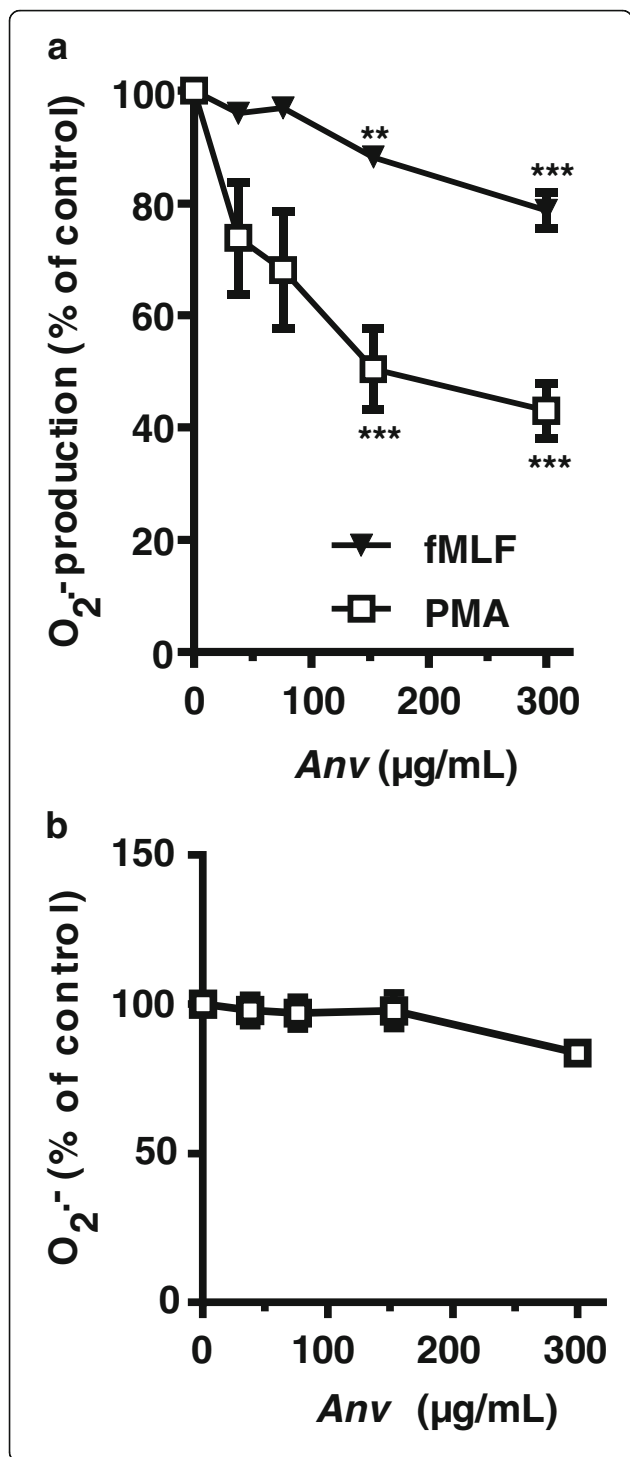 a
O₂·- production (% of control)
100
80
60
40
20
0
**
***
***
***
fMLF
PMA
0 100 200 300
Anv (µg/mL)
b
O₂·- (% of control)
150
100
50
0
0 100 200 300
Anv (µg/mL)